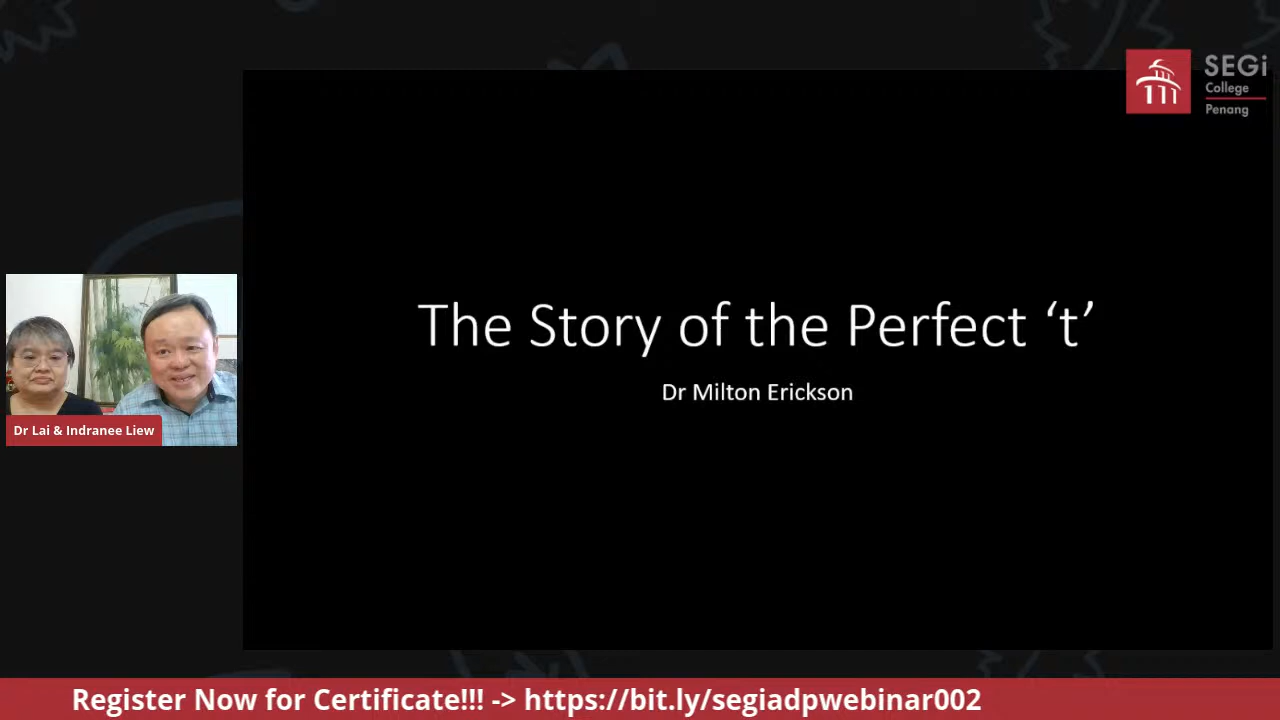 SEGi
College
Penang
The Story of the Perfect ‘t’
Dr Milton Erickson
Dr Lai & Indranee Liew
Register Now for Certificate!!! -> https://bit.ly/segiadpwebinar002